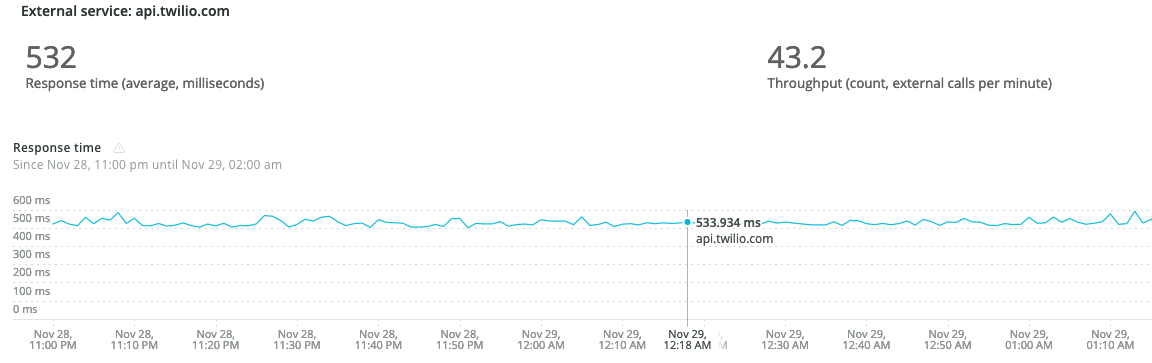 External service: api.twilio.com
532
Response time (average, milliseconds)
43.2
Throughput (count, external calls per minute)
Response time
Since Nov 28, 11:00 pm until Nov 29, 02:00 am
600 ms
500 ms
400 ms
300 ms
200 ms
100 ms
0 ms
533.934 ms
api.twilio.com
Nov 28,
11:00 PM
Nov 28,
11:10 PM
Nov 28,
11:20 PM
Nov 28,
11:30 PM
Nov 28,
11:40 PM
Nov 28,
11:50 PM
Nov 29,
12:00 AM
Nov 29,
12:10 AM
Nov 29,
12:18 AM
Nov 29,
12:30 AM
Nov 29,
12:40 AM
Nov 29,
12:50 AM
Nov 29,
01:00 AM
Nov 29,
01:10 AM